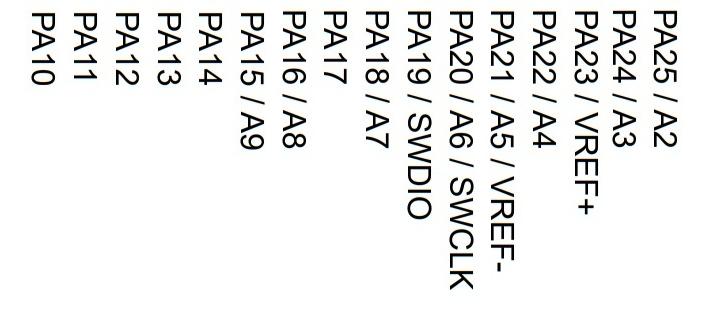 PA25 / A2
PA24 / A3
PA23 / VREF+
PA22 / A4
PA21 / A5 / VREF-
PA20 / A6 / SWCLK
PA19 / SWDIO
PA18 / A7
PA17
PA16 / A8
PA15 / A9
PA14
PA13
PA12
PA11
PA10